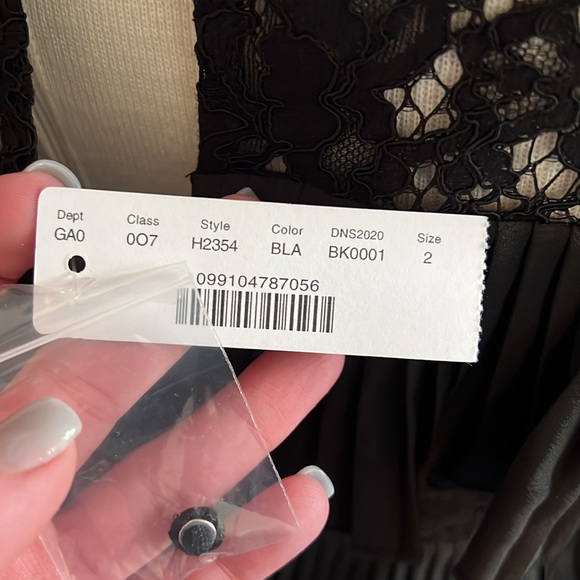 Dept Class Style Color DNS2020 Size
GA0 0O7 H2354 BLA BK0001 2
099104787056